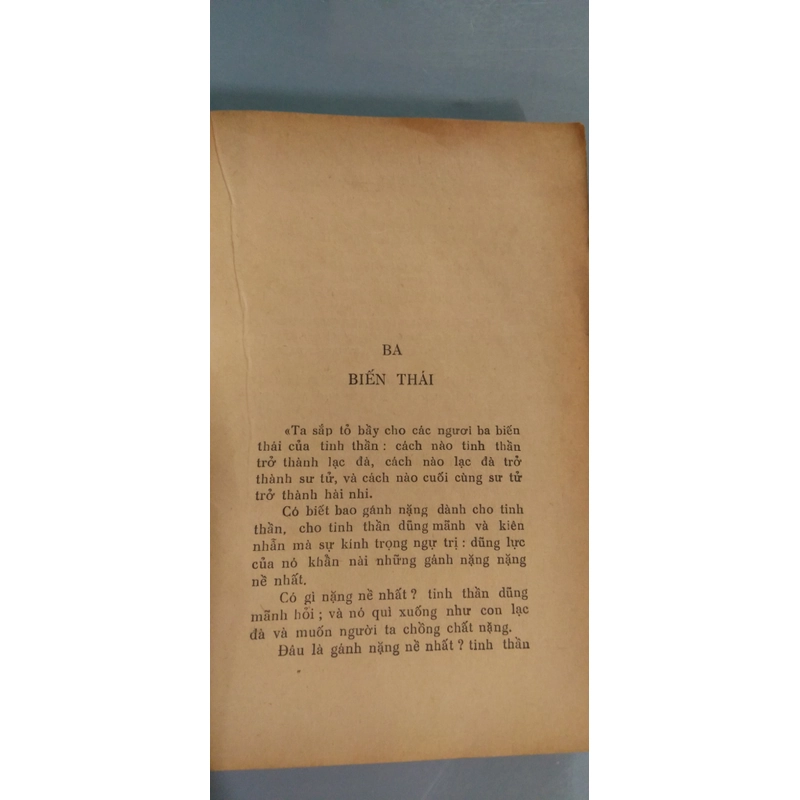 BA
BIẾN THÁI
«Ta sắp tỏ bầy cho các ngươi ba biến
thái của tinh thần : cách nào tinh thần
trở thành lạc đà, cách nào lạc đà trở
thành sư tử, và cách nào cuối cùng sư tử
trở thành hài nhi.
Có biết bao gánh nặng dành cho tinh
thần, cho tinh thần dũng mãnh và kiên
nhẫn mà sự kính trọng ngự trị : dũng lực
của nó khẩn nài những gánh nặng nặng
nề nhất.
Có gì nặng nề nhất ? tinh thần dũng
mãnh hỏi ; và nó quì xuống như con lạc
đà và muốn người ta chồng chất nặng.
Đâu là gánh nặng nề nhất ? tinh thần